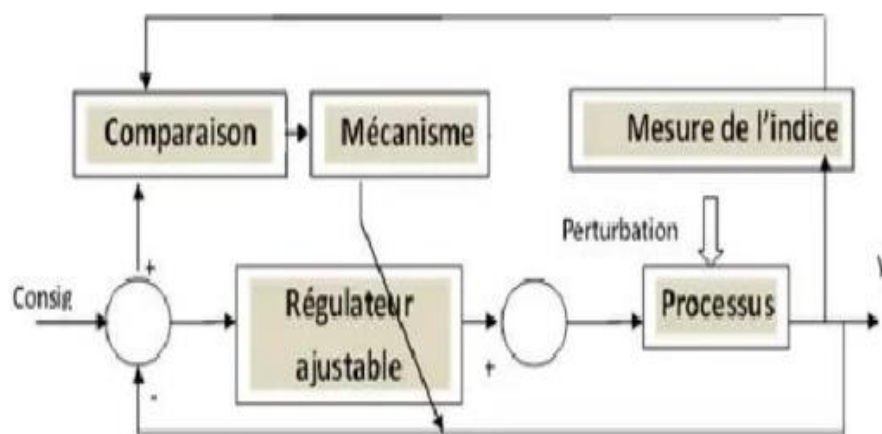 Comparaison
Mécanisme
Mesure de l'indice
Perturbation
+
Consig
Régulateur
ajustable
+
Processus
Y
-